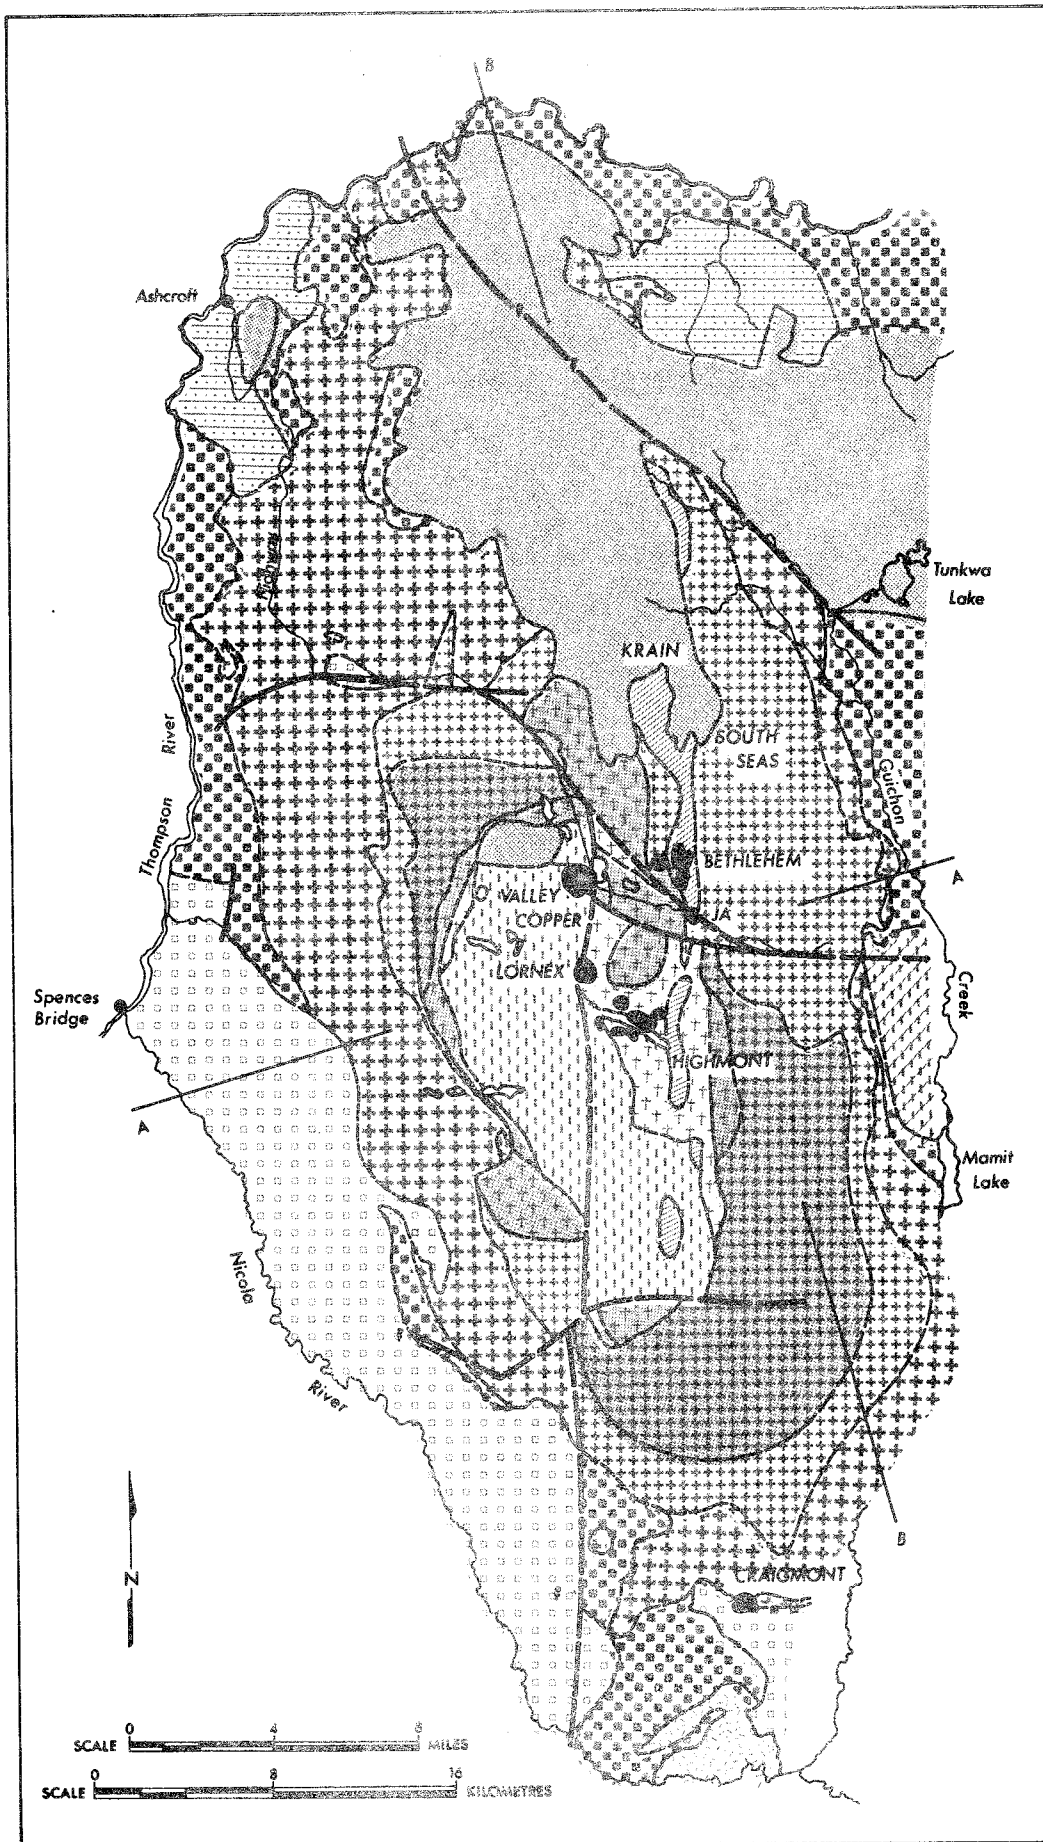 B
Ashcroft
Tunkwa
Lake
KRAIN
SOUTH
SEAS
River
Guichon
Thompson
BETHLEHEM
A
VALLEY
COPPER
JA
LORNEX
Creek
Spences
Bridge
HIGHMONT
A
Mamit
Lake
Nicola
River
B
CRAIGMONT
N
0 4 8
SCALE MILES
0 8 16
SCALE KILOMETRES